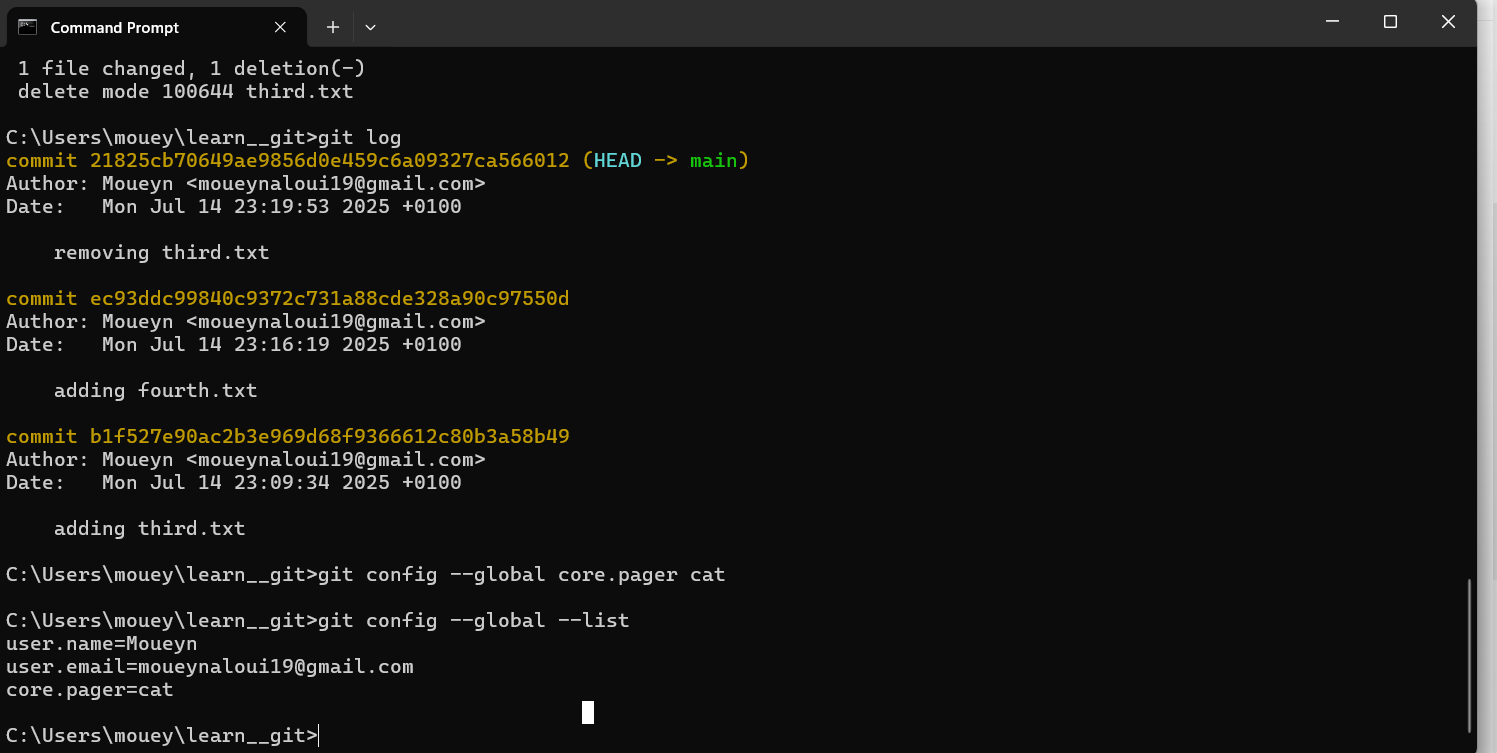 Command Prompt
1 file changed, 1 deletion(-)
delete mode 100644 third.txt
C:\Users\mouey\learn__git>git log
commit 21825cb70649ae9856d0e459c6a09327ca566012 (HEAD -> main)
Author: Moueyn <moueynaloui19@gmail.com>
Date:   Mon Jul 14 23:19:53 2025 +0100
    removing third.txt
commit ec93ddc99840c9372c731a88cde328a90c97550d
Author: Moueyn <moueynaloui19@gmail.com>
Date:   Mon Jul 14 23:16:19 2025 +0100
    adding fourth.txt
commit b1f527e90ac2b3e969d68f9366612c80b3a58b49
Author: Moueyn <moueynaloui19@gmail.com>
Date:   Mon Jul 14 23:09:34 2025 +0100
    adding third.txt
C:\Users\mouey\learn__git>git config --global core.pager cat
C:\Users\mouey\learn__git>git config --global --list
user.name=Moueyn
user.email=moueynaloui19@gmail.com
core.pager=cat
C:\Users\mouey\learn__git>